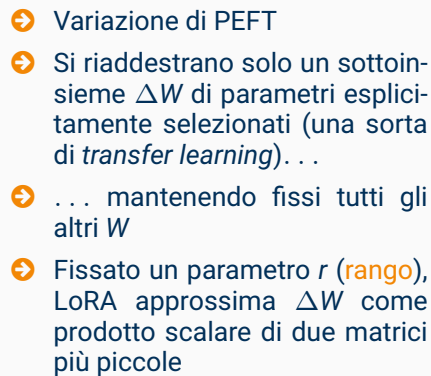 Variazione di PEFT
Si riaddestrano solo un sottoin-
sieme ΔW di parametri esplici-
tamente selezionati (una sorta
di transfer learning). . .
. . . mantenendo fissi tutti gli
altri W
Fissato un parametro r (rango),
LoRA approssima ΔW come
prodotto scalare di due matrici
più piccole